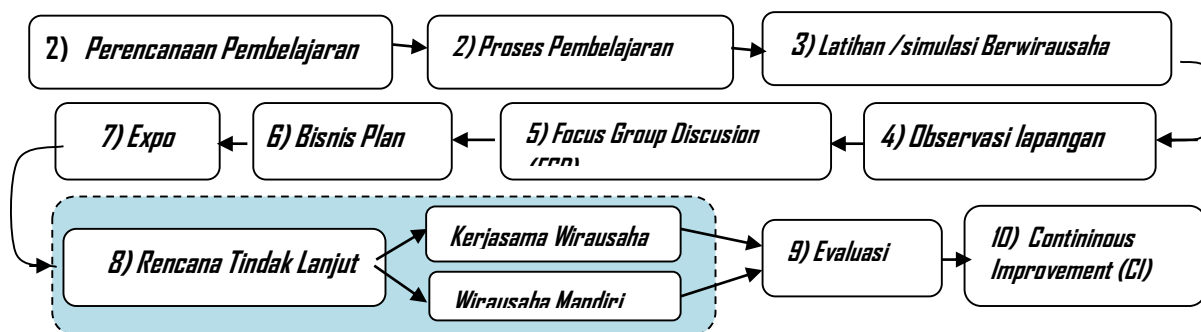 2) Perencanaan Pembelajaran
2) Proses Pembelajaran
3) Latihan /simulasi Berwirausaha
4) Observasi lapangan
5) Focus Group Discusion
(FGD)
6) Bisnis Plan
7) Expo
8) Rencana Tindak Lanjut
Kerjasama Wirausaha
Wirausaha Mandiri
9) Evaluasi
10) Contininous
Improvement (CI)